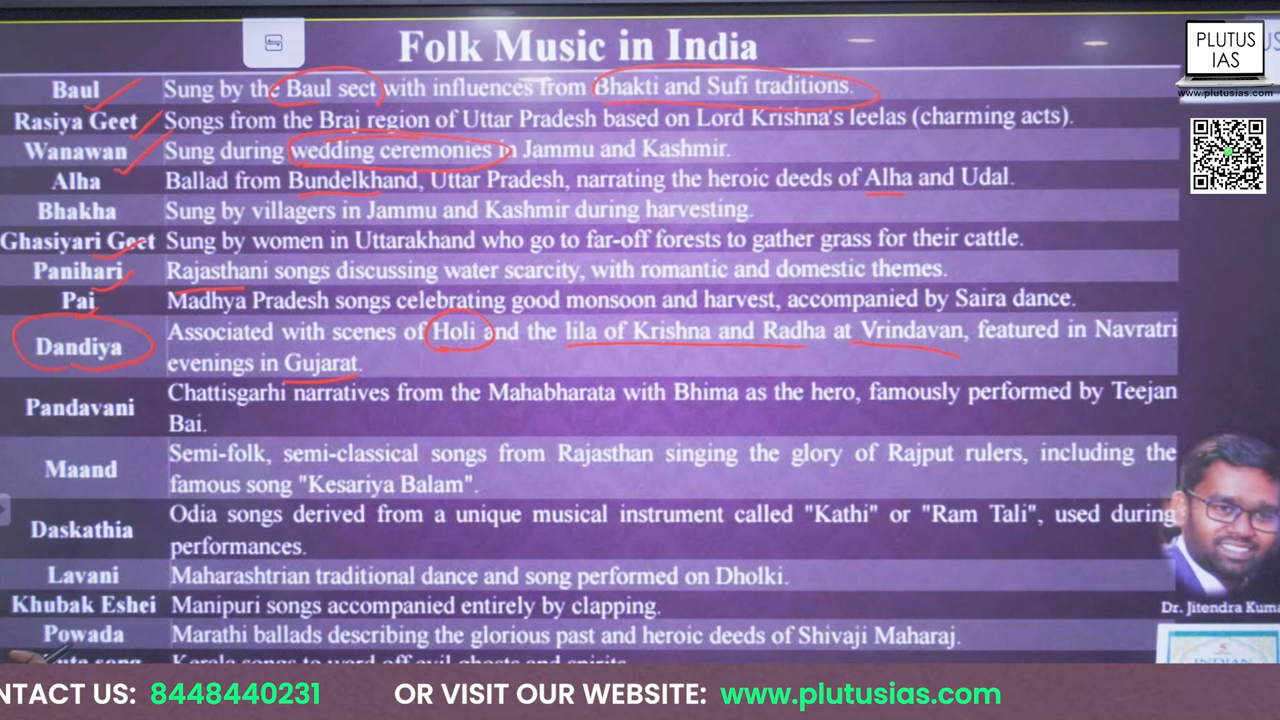 Folk Music in India
PLUTUS
IAS
www.plutusias.com
Baul Sung by the Baul sect with influences from Bhakti and Sufi traditions.
Rasiya Geet Songs from the Braj region of Uttar Pradesh based on Lord Krishna's leelas (charming acts).
Wanawan Sung during wedding ceremonies in Jammu and Kashmir.
Alha Ballad from Bundelkhand, Uttar Pradesh, narrating the heroic deeds of Alha and Udal.
Bhakha Sung by villagers in Jammu and Kashmir during harvesting.
Ghasiyari Geet Sung by women in Uttarakhand who go to far-off forests to gather grass for their cattle.
Panihari Rajasthani songs discussing water scarcity, with romantic and domestic themes.
Pai Madhya Pradesh songs celebrating good monsoon and harvest, accompanied by Saira dance.
Dandiya Associated with scenes of Holi and the lila of Krishna and Radha at Vrindavan, featured in Navratri
evenings in Gujarat.
Pandavani Chattisgarhi narratives from the Mahabharata with Bhima as the hero, famously performed by Teejan
Bai.
Maand Semi-folk, semi-classical songs from Rajasthan singing the glory of Rajput rulers, including the
famous song "Kesariya Balam".
Daskathia Odia songs derived from a unique musical instrument called "Kathi" or "Ram Tali", used during
performances.
Lavani Maharashtrian traditional dance and song performed on Dholki.
Khubak Eshei Manipuri songs accompanied entirely by clapping.
Dr. Jitendra Kuma
Powada Marathi ballads describing the glorious past and heroic deeds of Shivaji Maharaj.
song Kerala songs to ward off evil ghosts and spirits.
NTACT US: 8448440231 OR VISIT OUR WEBSITE: www.plutusias.com